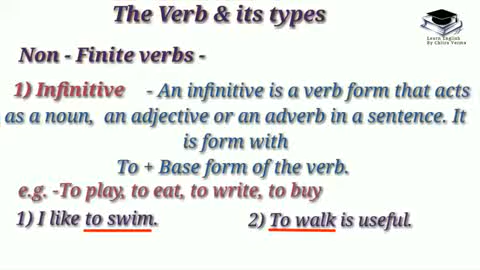 The Verb & its types
Learn English
By Chitra Verma
Non - Finite verbs -
1) Infinitive - An infinitive is a verb form that acts
as a noun, an adjective or an adverb in a sentence. It
is form with
To + Base form of the verb.
e.g. -To play, to eat, to write, to buy
1) I like to swim. 2) To walk is useful.